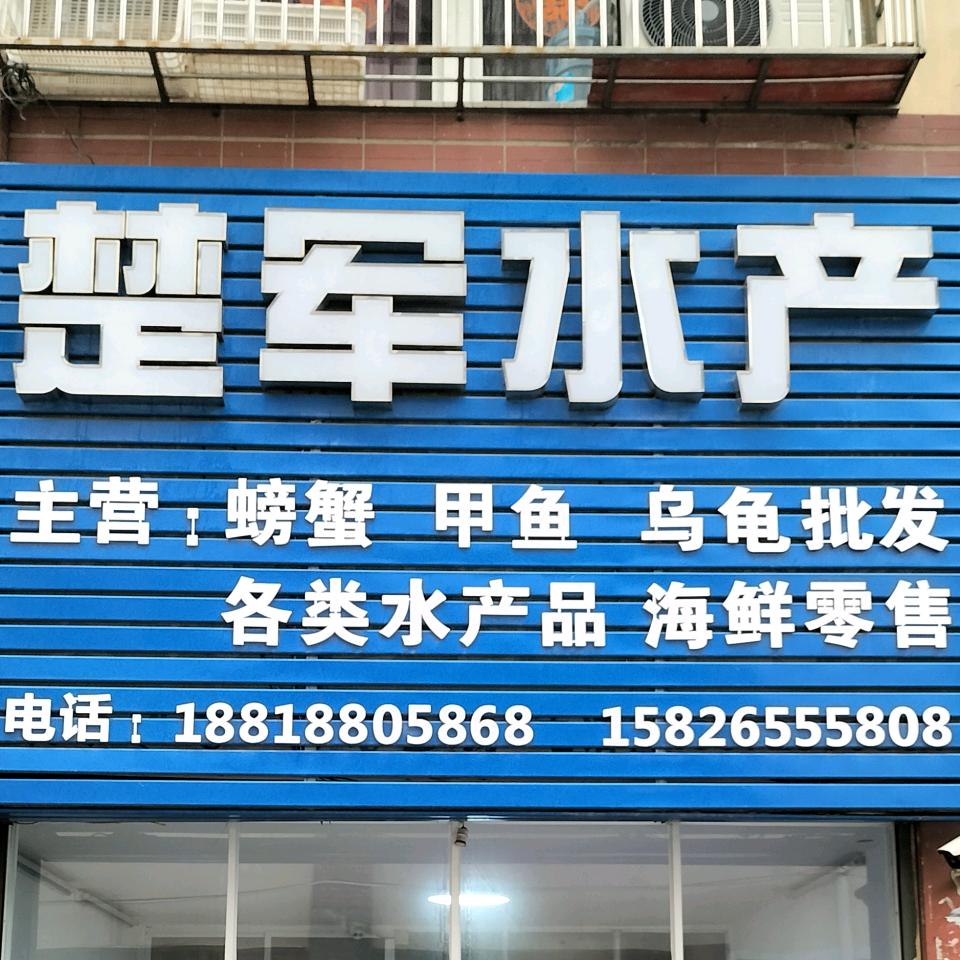 楚军水产
主营：螃蟹 甲鱼 乌龟批发
各类水产品 海鲜零售
电话：18818805868 15826555808